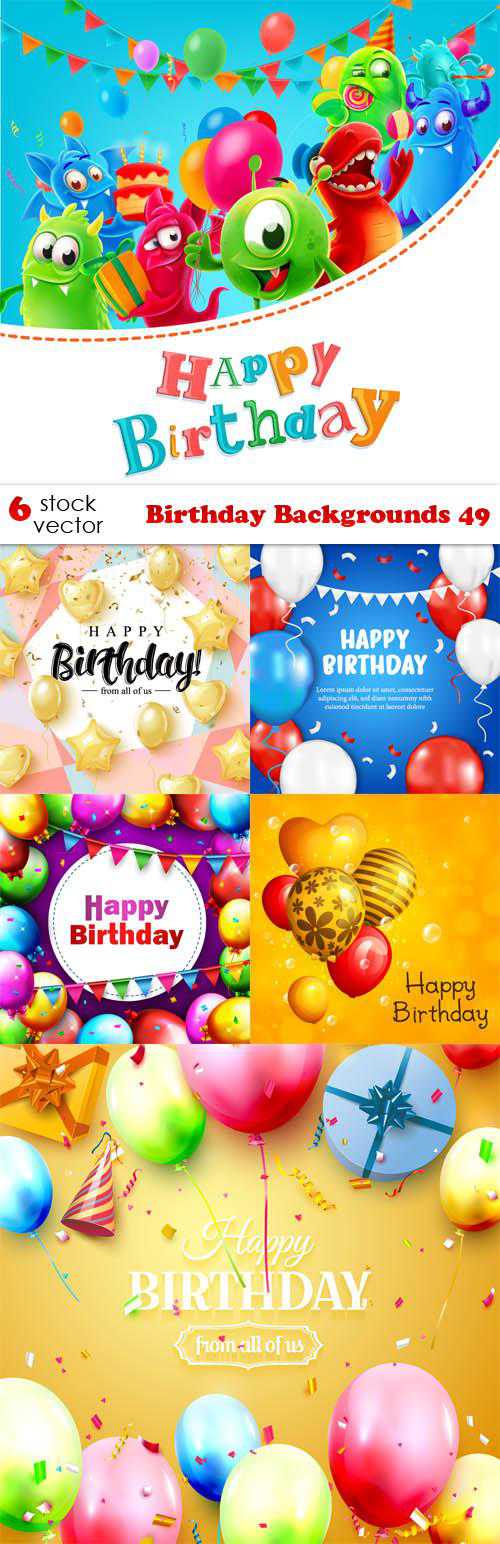 Happy
Birthday
6 stock
vector
Birthday Backgrounds 49
HAPPY
Birthday!
from all of us
HAPPY
BIRTHDAY
Lorem ipsum dolor sit amet,
consectetuer adipiscing
elit, sed diam nonummy
nibh euismod tincidunt ut
laoreet dolore
Happy
Birthday
Happy
Birthday
Happy
BIRTHDAY
from all of us